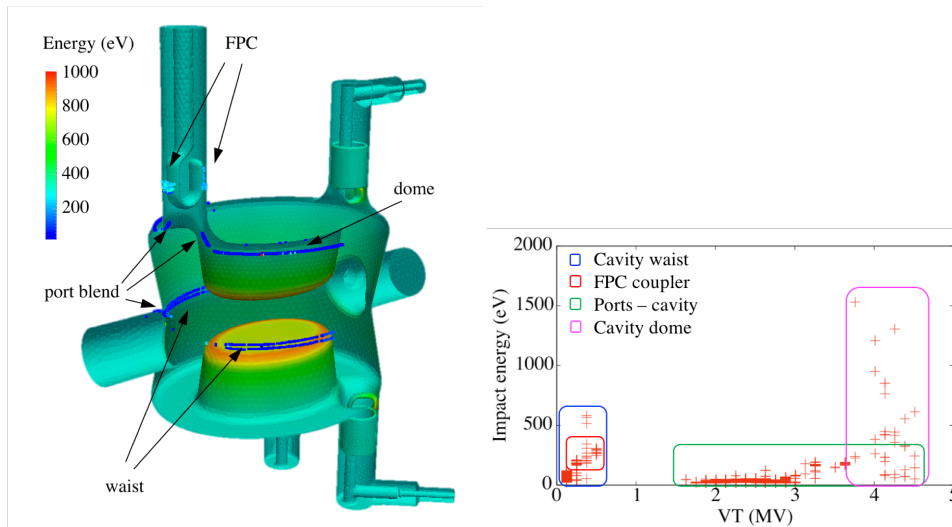 Energy (eV)
FPC
1000
800
600
400
200
dome
port blend
waist
2000
1500
1000
500
0
Impact energy (eV)
Cavity waist
FPC coupler
Ports – cavity
Cavity dome
0
1
2
3
4
VT (MV)